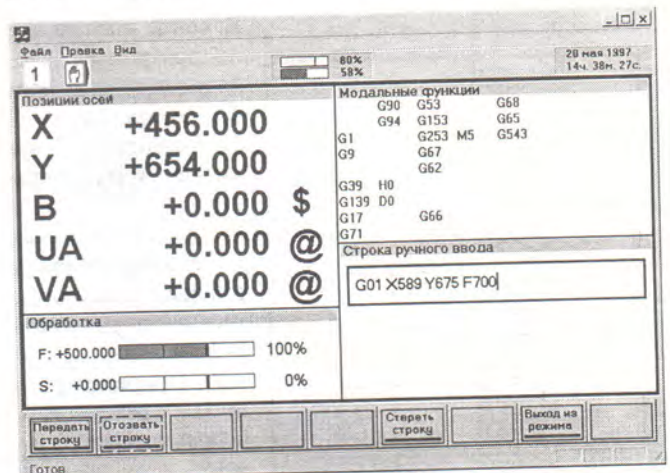 Файл Правка Вид
1
80%
58%
20 мая 1997
14ч. 38м. 27с.
Позиции осей
X +456.000
Y +654.000
B +0.000 $
UA +0.000 @
VA +0.000 @
Модальные функции
G90 G53 G68
G94 G153 G65
G1 G253 M5 G543
G9 G67
G62
G39 H0
G139 D0
G17 G66
G71
Строка ручного ввода
G01 X589 Y675 F700
Обработка
F: +500.000 100%
S: +0.000 0%
Передать строку
Отозвать строку
Стереть строку
Выход из режима
Готов